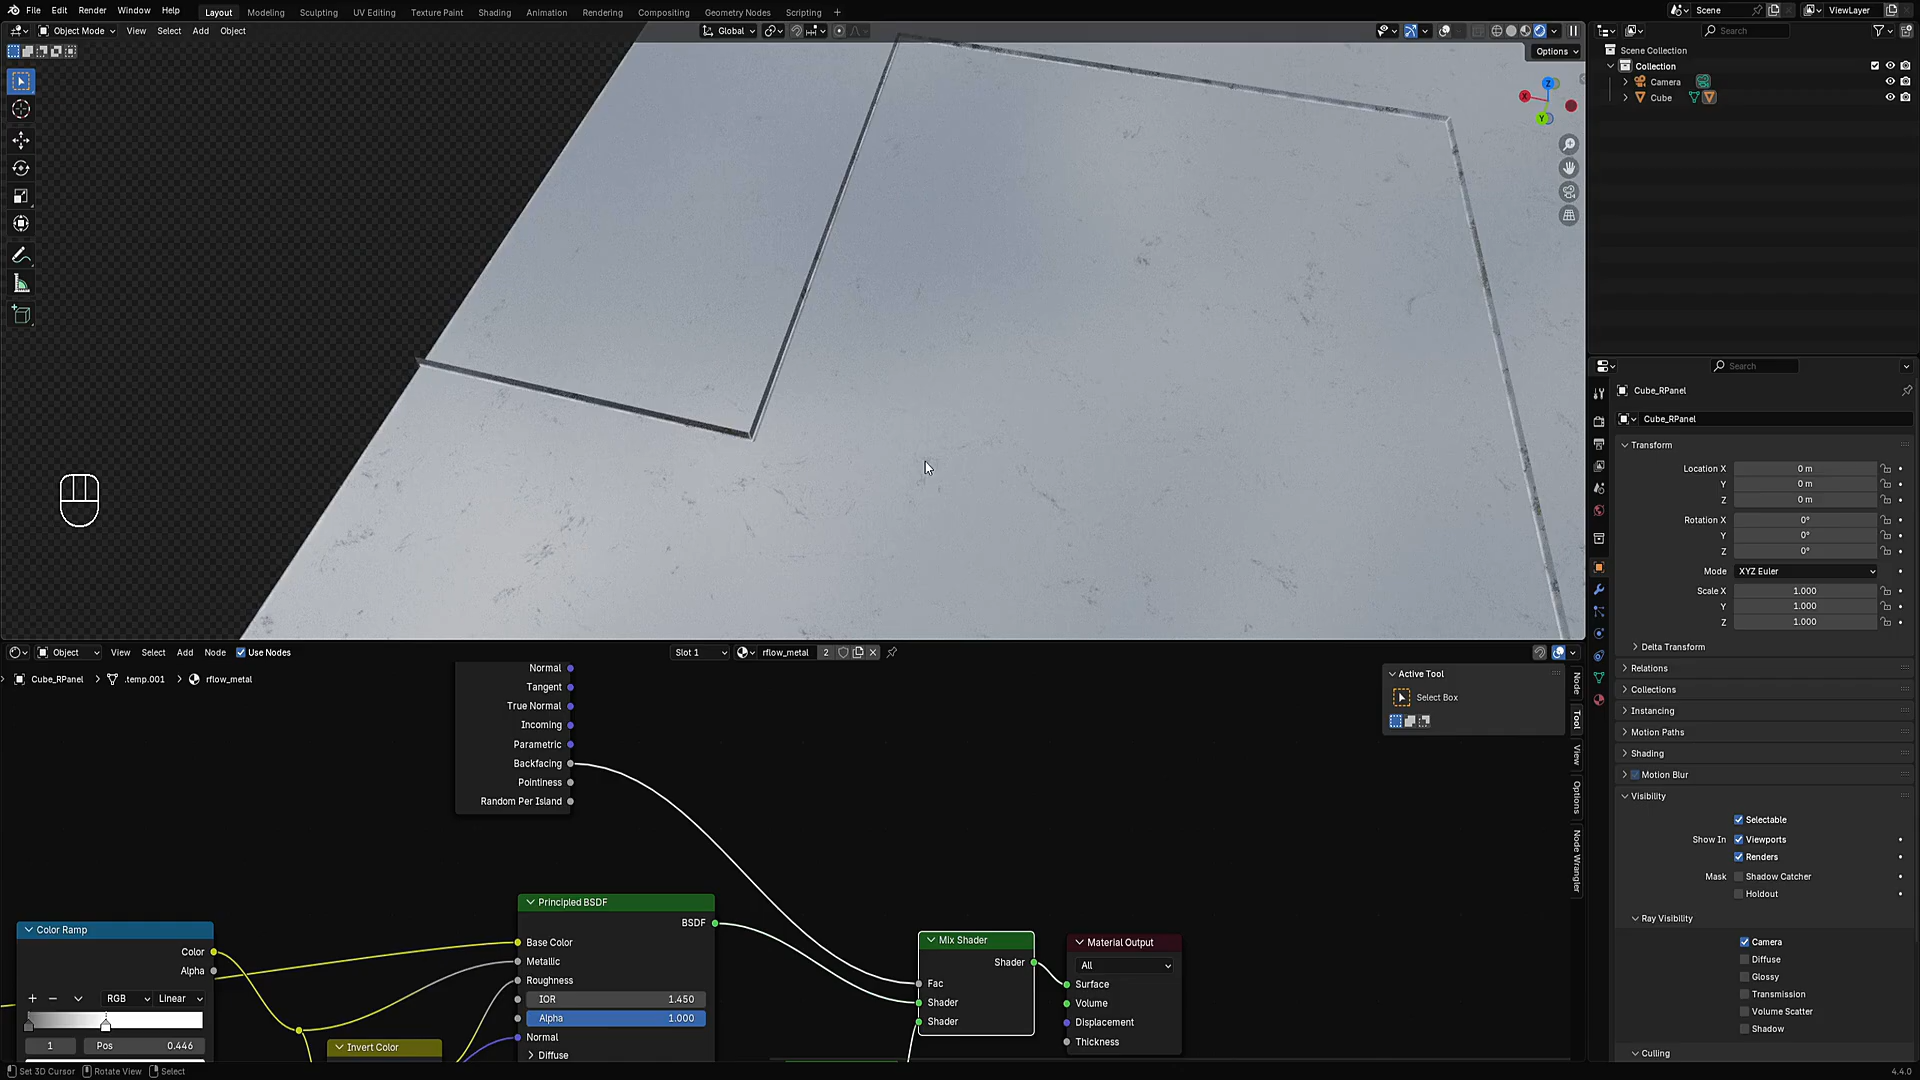 File Edit Render Window Help Layout Modeling Sculpting UV Editing Texture Paint Shading Animation Rendering Compositing Geometry Nodes Scripting + Scene ViewLayer
Object Mode View Select Add Object Global Search
Options
Scene Collection
Collection
Camera
Cube
X
Y
Z
Search
Cube_RPanel
Cube_RPanel
Transform
Location X 0 m
Y 0 m
Z 0 m
Rotation X 0°
Y 0°
Z 0°
Mode XYZ Euler
Scale X 1.000
Y 1.000
Z 1.000
Delta Transform
Relations
Collections
Instancing
Motion Paths
Shading
Motion Blur
Visibility
Selectable
Show In Viewports
Renders
Mask Shadow Catcher
Holdout
Ray Visibility
Camera
Diffuse
Glossy
Transmission
Volume Scatter
Shadow
Culling
Object View Select Add Node Use Nodes Slot 1 rflow_metal 2
Cube_RPanel .temp.001 rflow_metal
Active Tool
Select Box
Node
Tool
View
Options
Node Wrangler
Normal
Tangent
True Normal
Incoming
Parametric
Backfacing
Pointiness
Random Per Island
Color Ramp
Color
Alpha
RGB Linear
1 Pos 0.446
Invert Color
Principled BSDF
BSDF
Base Color
Metallic
Roughness
IOR 1.450
Alpha 1.000
Normal
Diffuse
Mix Shader
Shader
Fac
Shader
Shader
Material Output
All
Surface
Volume
Displacement
Thickness
Set 3D Cursor Rotate View Select 4.4.0